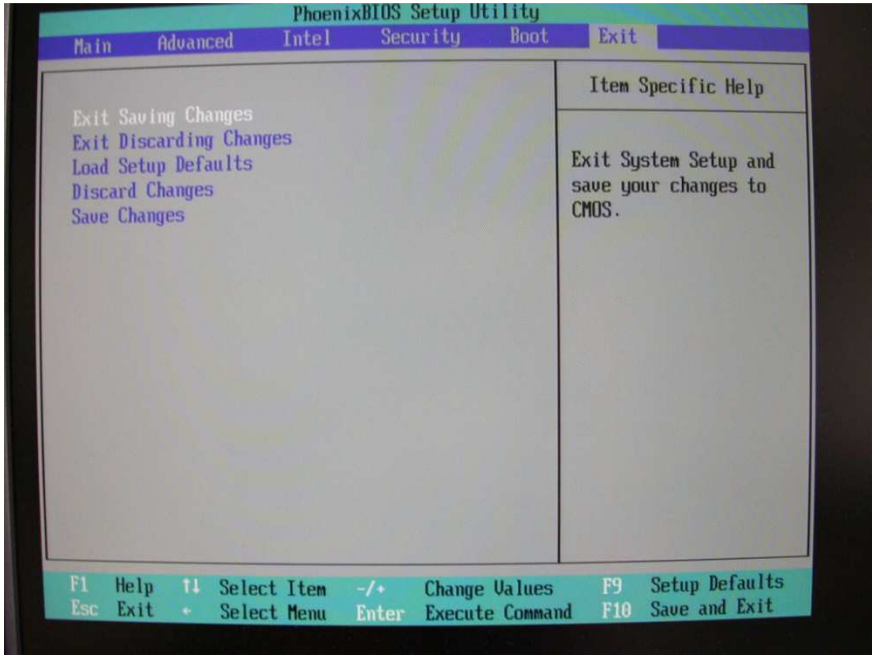 PhoenixBIOS Setup Utility
Main Advanced Intel Security Boot Exit
Item Specific Help
Exit Saving Changes
Exit Discarding Changes
Load Setup Defaults
Discard Changes
Save Changes
Exit System Setup and
save your changes to
CMOS.
F1 Help ↑↓ Select Item -/+ Change Values F9 Setup Defaults
Esc Exit ← Select Menu Enter Execute Command F10 Save and Exit